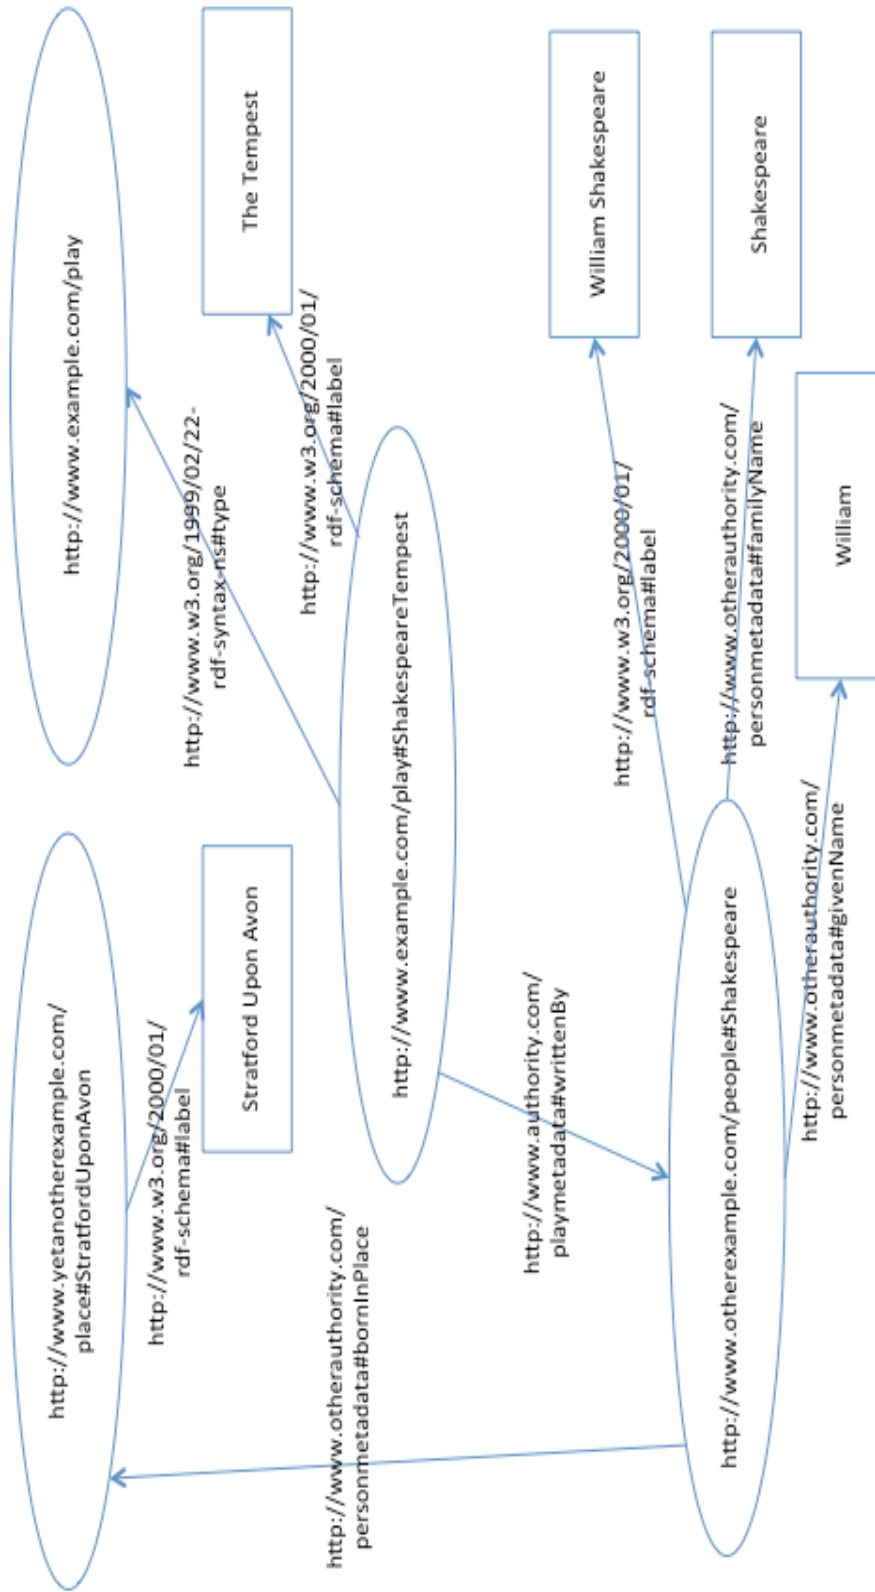 http://www.yetanotherexample.com/
place#StratfordUponAvon
http://www.example.com/play
http://www.w3.org/2000/01/
rdf-schema#label
http://www.w3.org/1999/02/22-
rdf-syntax-ns#type
Stratford Upon Avon
The Tempest
http://www.w3.org/2000/01/
rdf-schema#label
http://www.otherauthority.com/
personmetadata#bornInPlace
http://www.example.com/play#ShakespeareTempest
http://www.authority.com/
playmetadata#writtenBy
http://www.w3.org/2000/01/
rdf-schema#label
William Shakespeare
http://www.otherexample.com/people#Shakespeare
http://www.otherauthority.com/
personmetadata#familyName
Shakespeare
http://www.otherauthority.com/
personmetadata#givenName
William